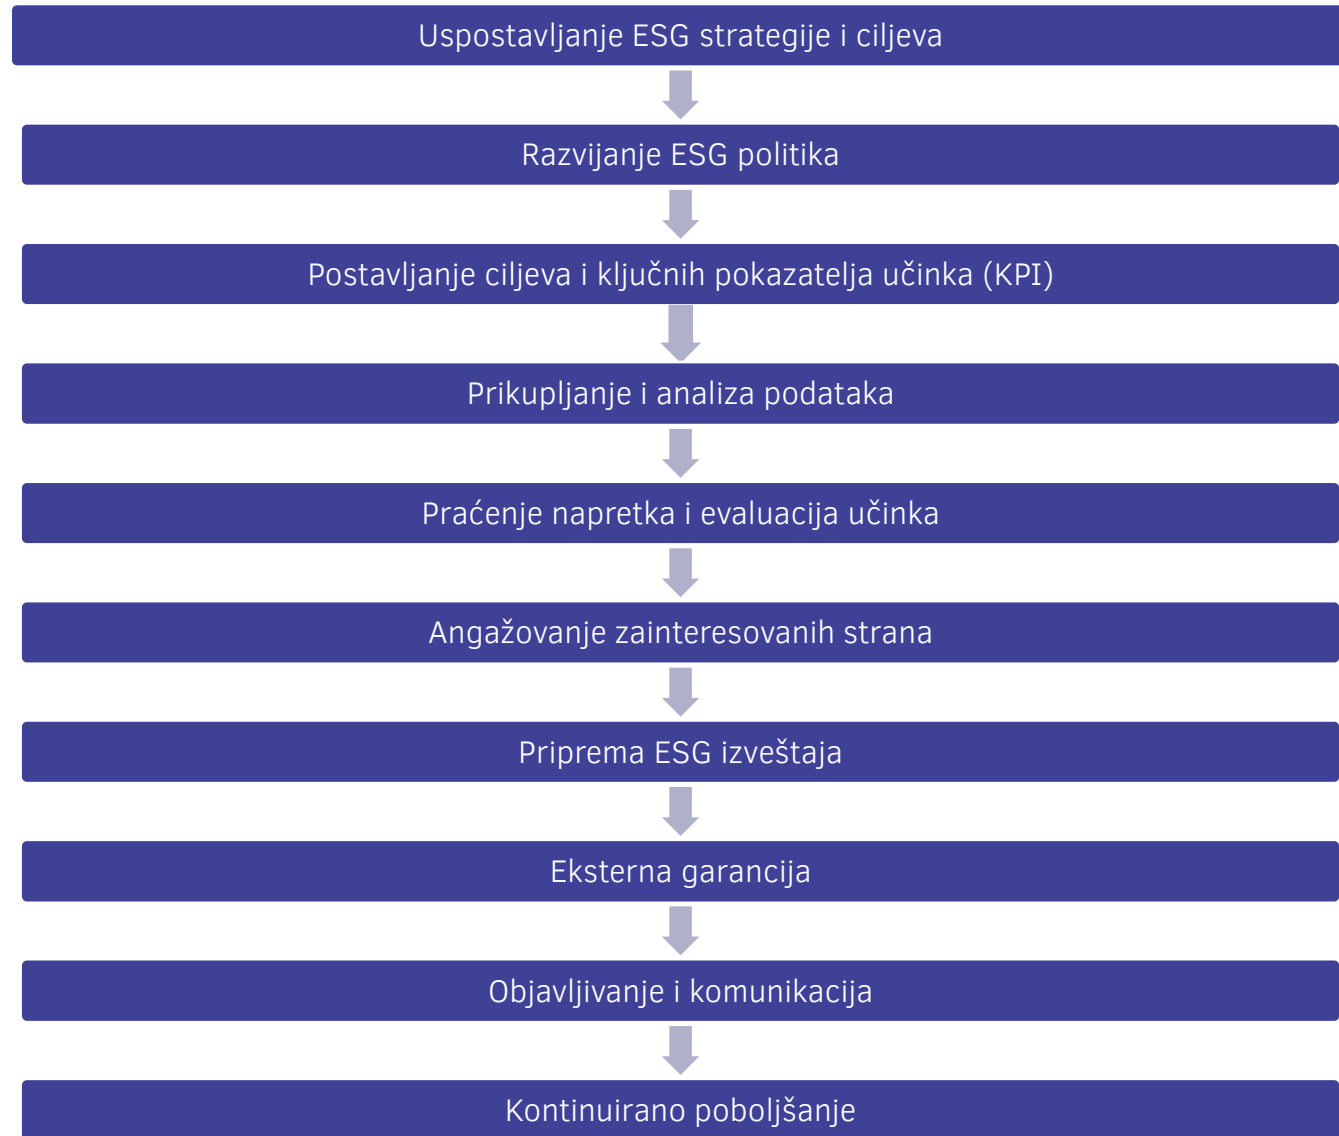 Uspostavljanje ESG strategije i ciljeva
Razvijanje ESG politika
Postavljanje ciljeva i ključnih pokazatelja učinka (KPI)
Prikupljanje i analiza podataka
Praćenje napretka i evaluacija učinka
Angažovanje zainteresovanih strana
Priprema ESG izveštaja
Eksterna garancija
Objavljivanje i komunikacija
Kontinuirano poboljšanje